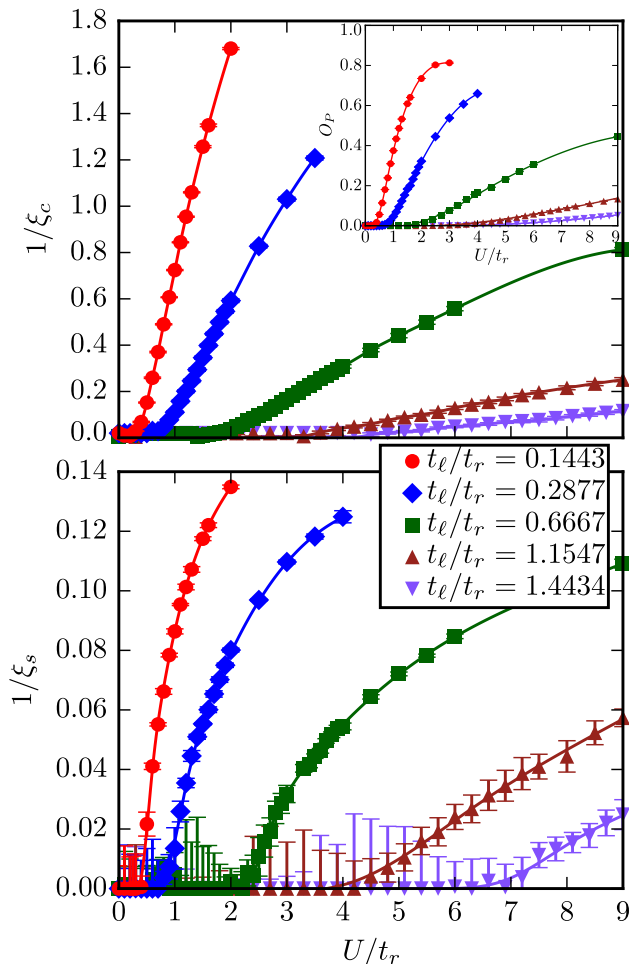 1.8
1.6
1.4
1.2
1.0
0.8
0.6
0.4
0.2
0.0
1/ξ_c
1.0
0.8
0.6
0.4
0.2
0.0
O_P
0 1 2 3 4 5 6 7 8 9
U/t_r
0.14
0.12
0.10
0.08
0.06
0.04
0.02
0.00
1/ξ_s
t_ℓ/t_r = 0.1443
t_ℓ/t_r = 0.2877
t_ℓ/t_r = 0.6667
t_ℓ/t_r = 1.1547
t_ℓ/t_r = 1.4434
0 1 2 3 4 5 6 7 8 9
U/t_r